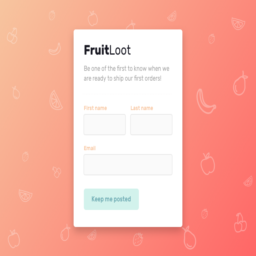 FruitLoot
Be one of the first to know when we
are ready to ship our first orders!
First name Last name
Email
Keep me posted